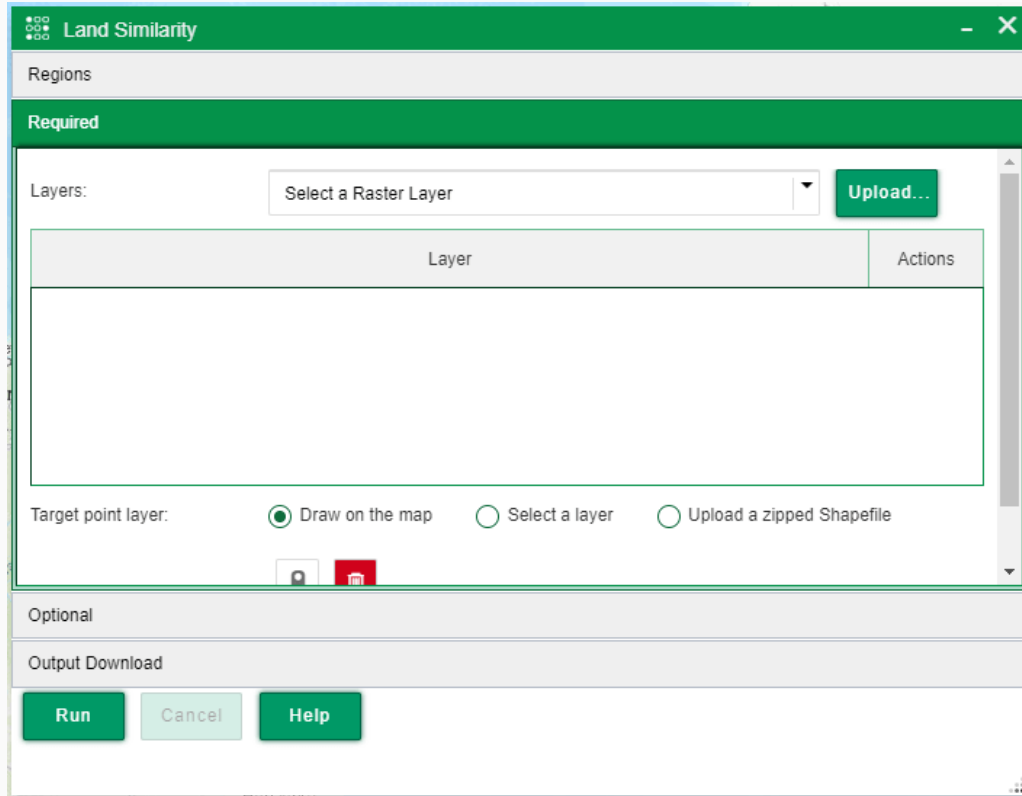 Land Similarity
Regions
Required
Layers: Select a Raster Layer Upload...
Layer Actions
Target point layer: Draw on the map Select a layer Upload a zipped Shapefile
Optional
Output Download
Run Cancel Help